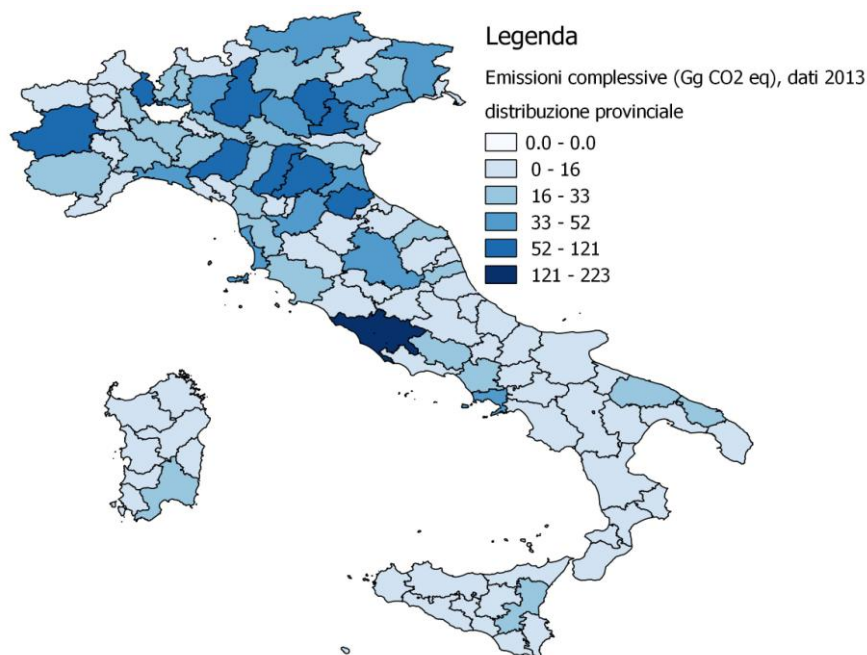 Legenda
Emissioni complessive (Gg CO2 eq), dati 2013
distribuzione provinciale
0.0 - 0.0
0 - 16
16 - 33
33 - 52
52 - 121
121 - 223